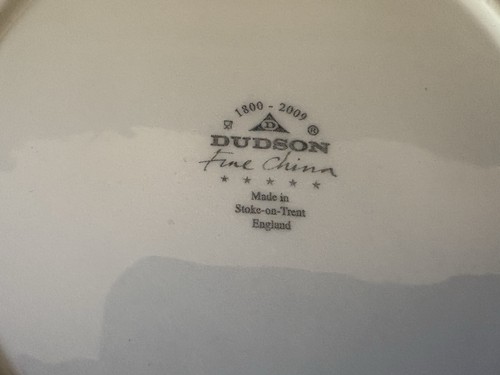 1800 - 2009
D
®
DUDSON
Fine China
Made in
Stoke-on-Trent
England